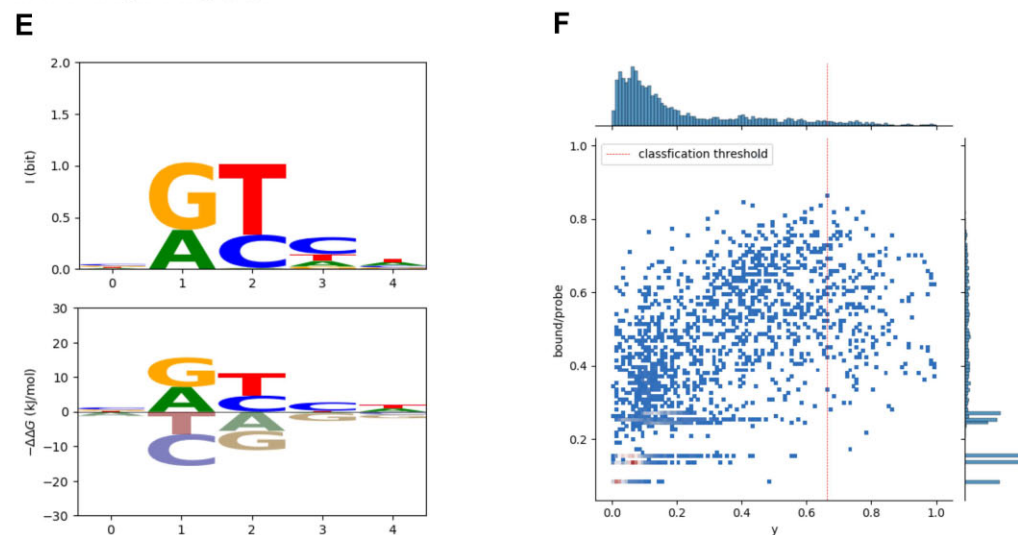 E
2.0
1.5
1.0
0.5
0.0
I (bit)
G
A
T
C
C
0 1 2 3 4
30
20
10
0
−10
−20
−30
−ΔΔG (kJ/mol)
G
A
T
C
T
C
A
G
C
G
0 1 2 3 4
F
classfication threshold
1.0
0.8
0.6
0.4
0.2
bound/probe
0.0 0.2 0.4 0.6 0.8 1.0
y